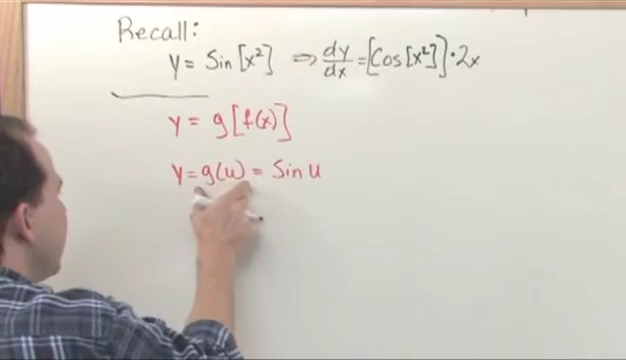 Recall:
y = Sin [x²] ⇒ dy/dx = [Cos[x²]] · 2x
y = g[f(x)]
y = g(u) = Sin u